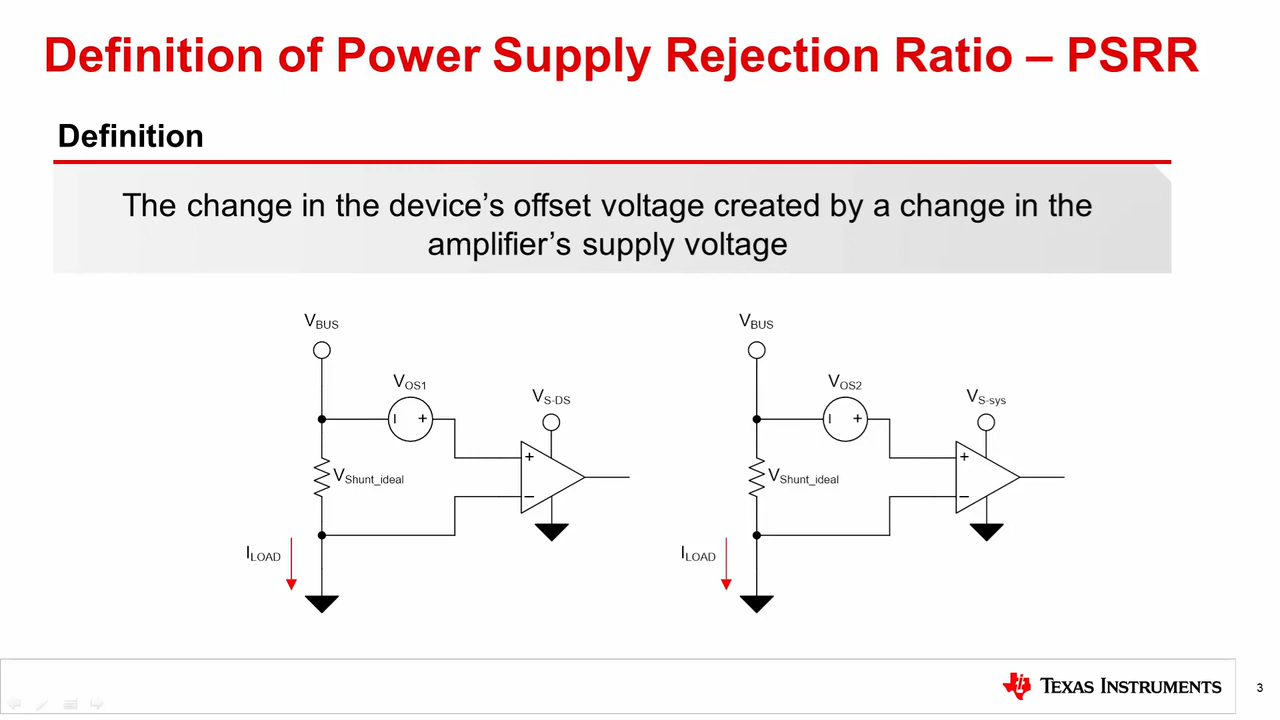 Definition of Power Supply Rejection Ratio – PSRR
Definition
The change in the device’s offset voltage created by a change in the
amplifier’s supply voltage
VBUS
VOS1
VS-DS
+
+
VShunt_ideal
–
ILOAD
VBUS
VOS2
VS-sys
+
+
VShunt_ideal
–
ILOAD
TEXAS INSTRUMENTS
3